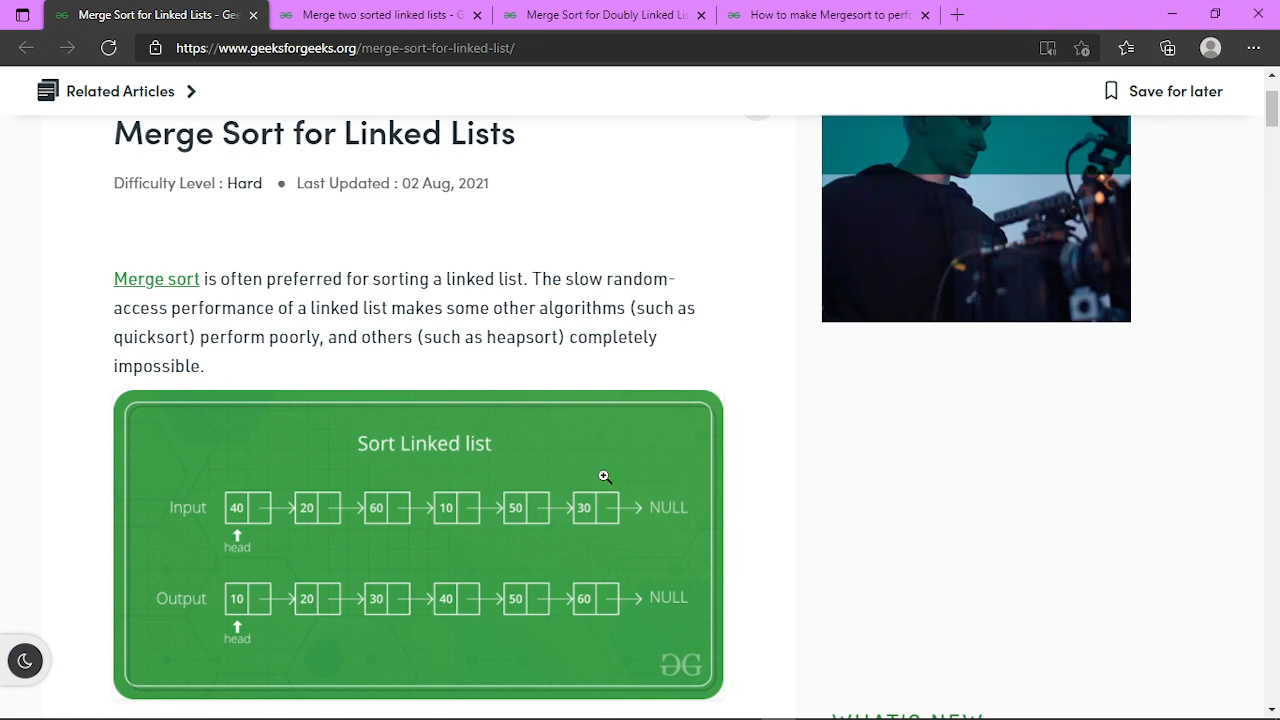 Merge Sort for Linked Lists - Gee
Merge two sorted linked lists - G
Merge Sort for Doubly Linked Lis
How to make Mergesort to perfo
https://www.geeksforgeeks.org/merge-sort-for-linked-list/
Related Articles
Save for later
Merge Sort for Linked Lists
Difficulty Level : Hard ● Last Updated : 02 Aug, 2021
Merge sort is often preferred for sorting a linked list. The slow random-
access performance of a linked list makes some other algorithms (such as
quicksort) perform poorly, and others (such as heapsort) completely
impossible.
Sort Linked list
Input 40 20 60 10 50 30 NULL
head
Output 10 20 30 40 50 60 NULL
head
WHAT'S NEW